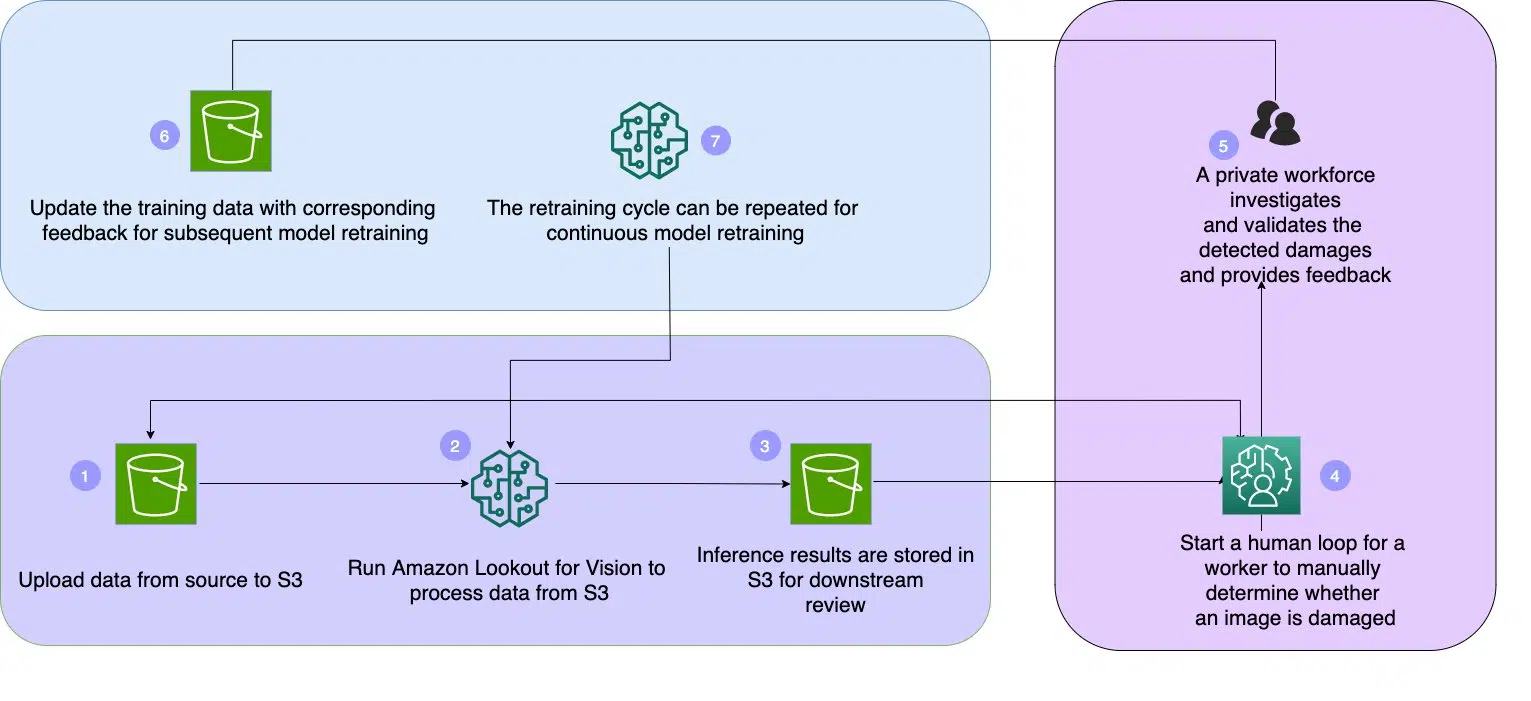 6
Update the training data with corresponding
feedback for subsequent model retraining
7
The retraining cycle can be repeated for
continuous model retraining
5
A private workforce
investigates
and validates the
detected damages
and provides feedback
1
Upload data from source to S3
2
Run Amazon Lookout for Vision to
process data from S3
3
Inference results are stored in
S3 for downstream
review
4
Start a human loop for a
worker to manually
determine whether
an image is damaged